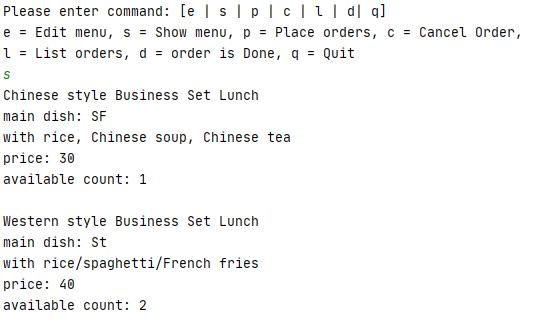 Please enter command: [e | s | p | c | l | d| q]
e = Edit menu, s = Show menu, p = Place orders, c = Cancel Order,
l = List orders, d = order is Done, q = Quit
s
Chinese style Business Set Lunch
main dish: SF
with rice, Chinese soup, Chinese tea
price: 30
available count: 1

Western style Business Set Lunch
main dish: St
with rice/spaghetti/French fries
price: 40
available count: 2